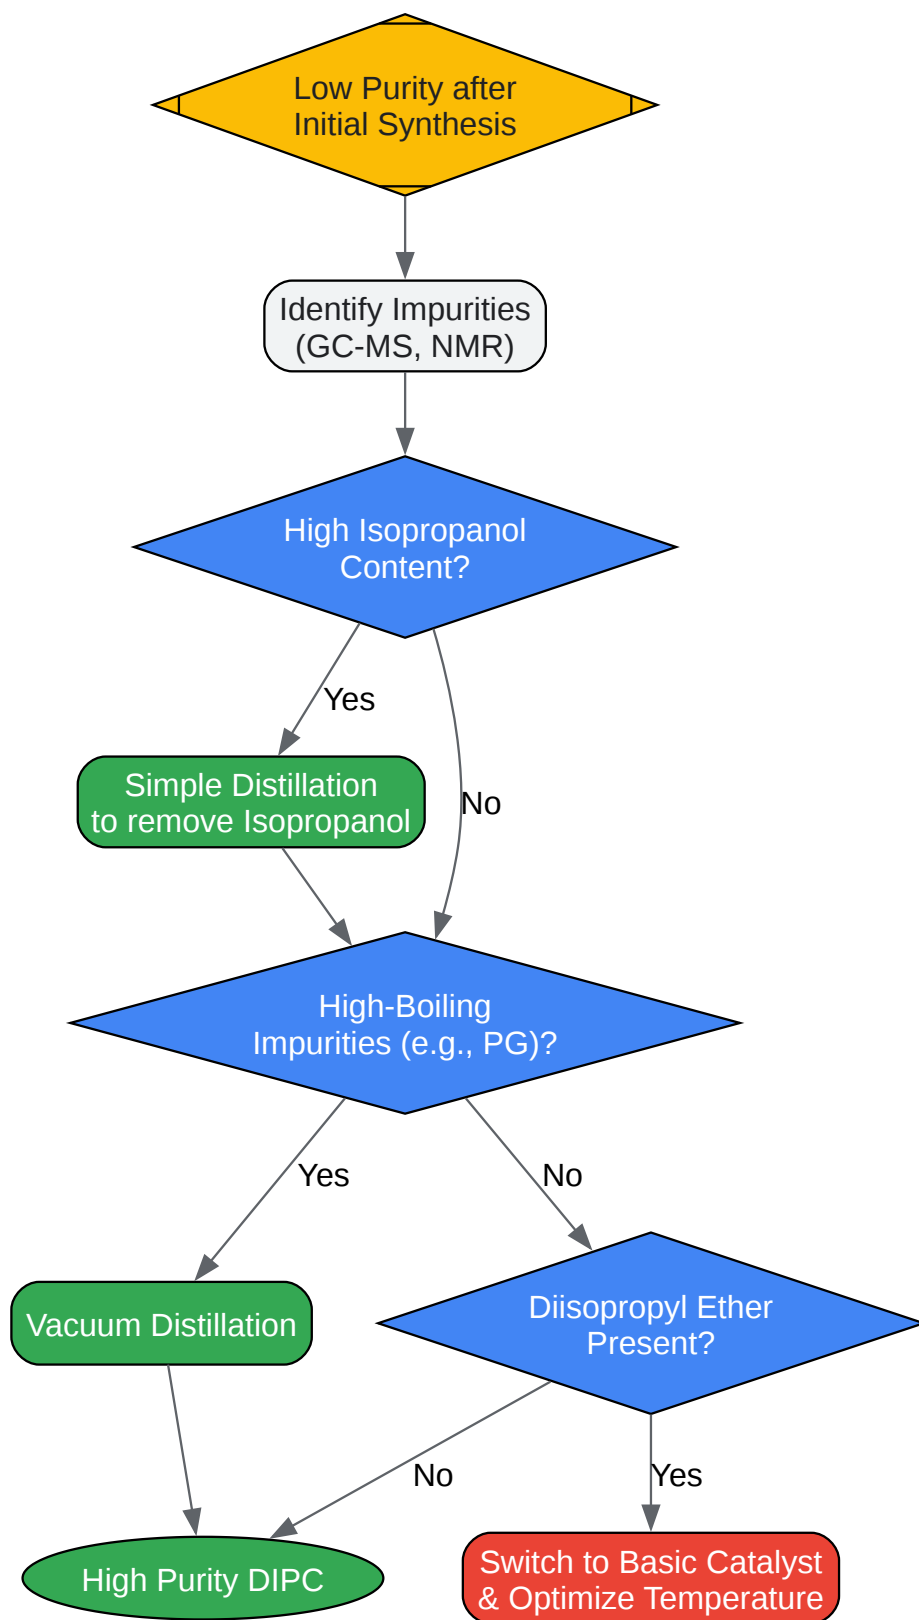 Low Purity after
Initial Synthesis
Identify Impurities
(GC-MS, NMR)
High Isopropanol
Content?
Yes
Simple Distillation
to remove Isopropanol
No
High-Boiling
Impurities (e.g., PG)?
Yes
No
Vacuum Distillation
Diisopropyl Ether
Present?
No
Yes
High Purity DIPC
Switch to Basic Catalyst
& Optimize Temperature